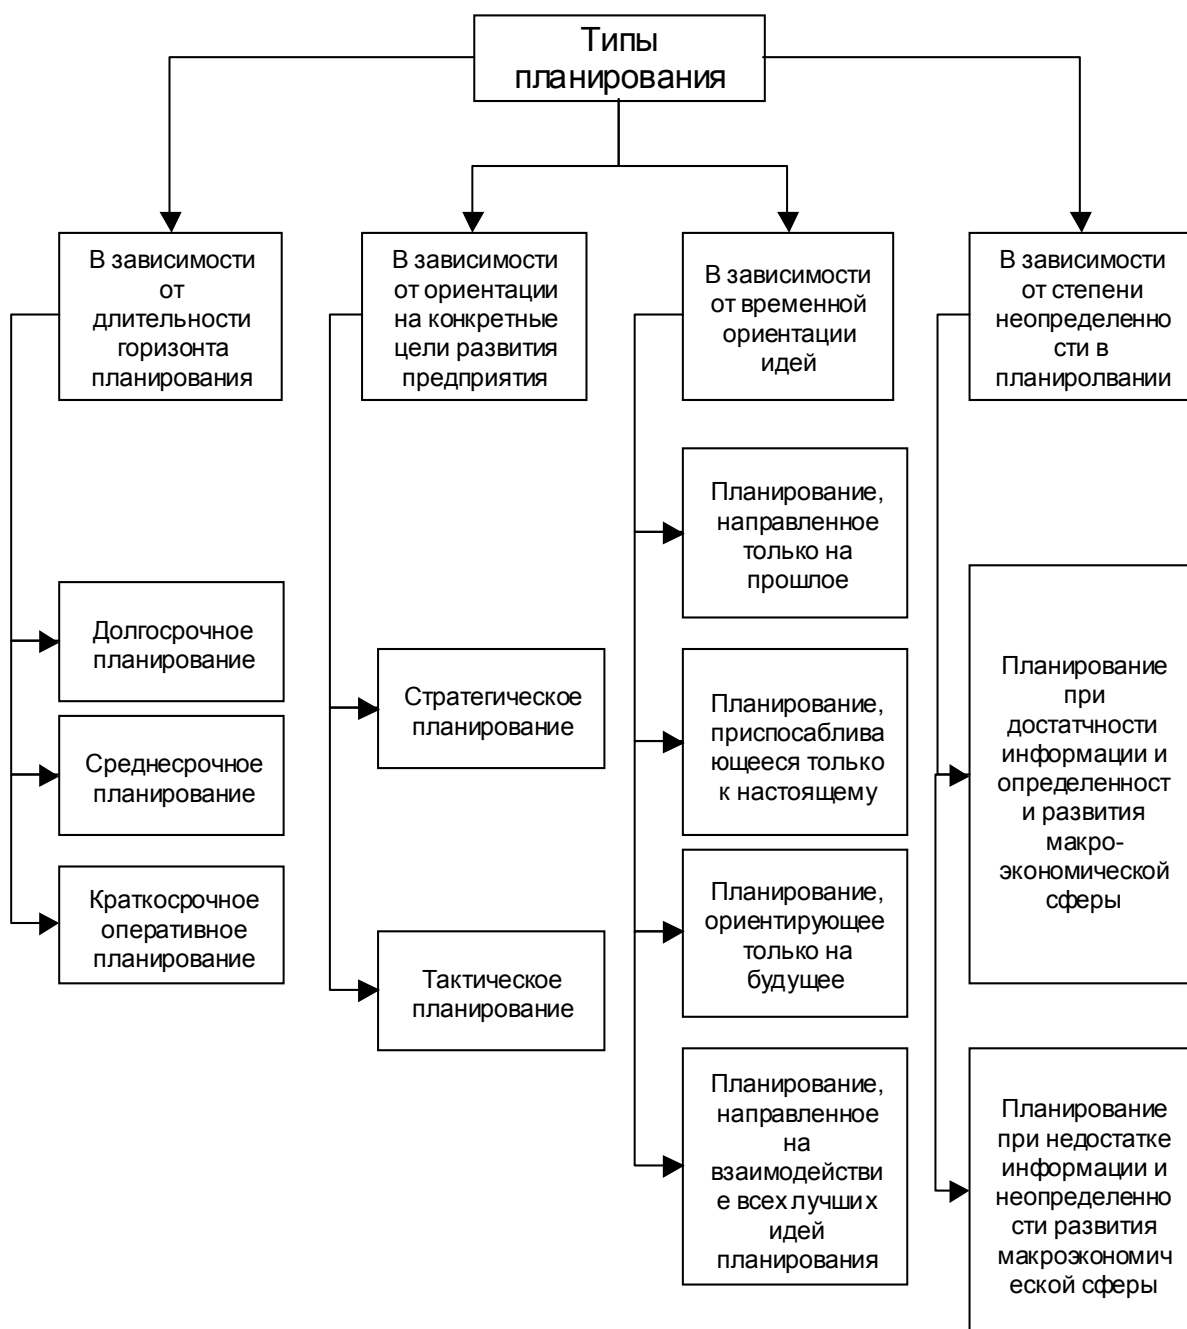 Типы
планирования
В зависимости
от
длительности
горизонта
планирования
В зависимости
от ориентации
на конкретные
цели развития
предприятия
В зависимости
от временной
ориентации
идей
В зависимости
от степени
неопределенно
сти в
планиролвании
Долгосрочное
планирование
Среднесрочное
планирование
Краткосрочное
оперативное
планирование
Стратегическое
планирование
Тактическое
планирование
Планирование,
направленное
только на
прошлое
Планирование,
приспосаблива
ющееся только
к настоящему
Планирование,
ориентирующее
только на
будущее
Планирование,
направленное
на
взаимодействи
е всех лучших
идей
планирования
Планирование
при
достатчности
информации и
определенност
и развития
макро-
экономической
сферы
Планирование
при недостатке
информации и
неопределенно
сти развития
макроэкономич
еской сферы